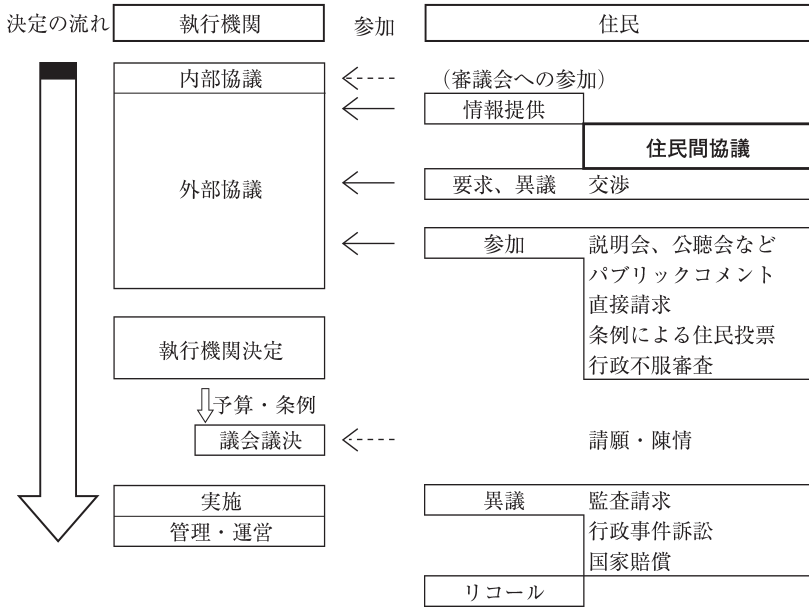 決定の流れ 執行機関 参加 住民
内部協議 （審議会への参加）
情報提供
住民間協議
外部協議 要求、異議 交渉
参加 説明会、公聴会など
パブリックコメント
直接請求
条例による住民投票
行政不服審査
執行機関決定
予算・条例
議会議決 請願・陳情
実施 異議 監査請求
管理・運営 行政事件訴訟
国家賠償
リコール